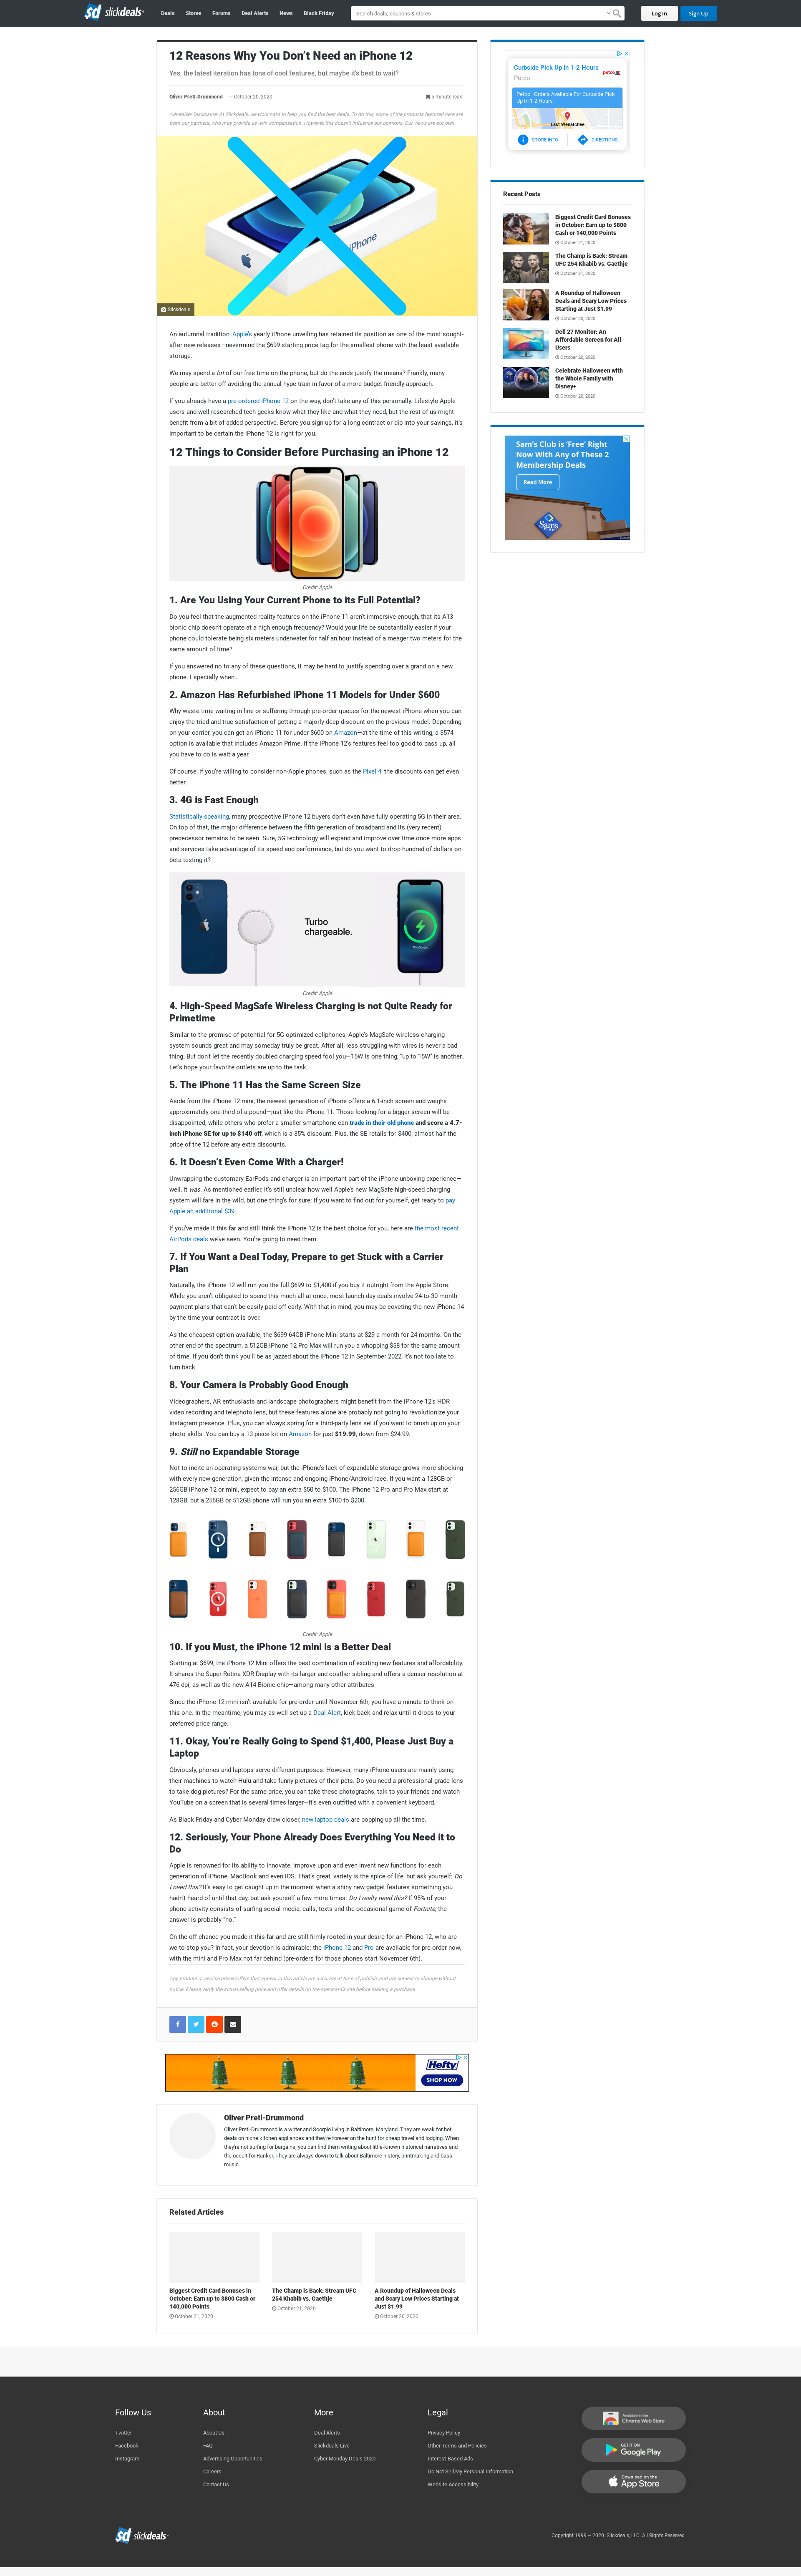 sd slickdeals
Deals Stores Forums Deal Alerts News Black Friday
Search deals, coupons & stores
Log In Sign Up
12 Reasons Why You Don't Need an iPhone 12
Yes, the latest iteration has tons of cool features, but maybe it's best to wait?
Oliver Pretl-Drummond - October 20, 2020
5 minute read
Advertiser Disclosure: At Slickdeals, we work hard to help you find the best deals. To do this, some of the products featured here are
from our partners, who may provide us with compensation. However, this doesn't influence our opinions. Our views are our own.
iPhone
Slickdeals
An autumnal tradition, Apple's yearly iPhone unveiling has retained its position as one of the most sought-
after new releases—nevermind the $699 starting price tag for the smallest phone with the least available
storage.
We may spend a lot of our free time on the phone, but do the ends justify the means? Frankly, many
people are better off avoiding the annual hype train in favor of a more budget-friendly approach.
If you already have a pre-ordered iPhone 12 on the way, don't take any of this personally. Lifestyle Apple
users and well-researched tech geeks know what they like and what they need, but the rest of us might
benefit from a bit of added perspective. Before you sign up for a long contract or dip into your savings, it's
important to be certain the iPhone 12 is right for you.
12 Things to Consider Before Purchasing an iPhone 12
Credit: Apple
1. Are You Using Your Current Phone to its Full Potential?
Do you feel that the augmented reality features on the iPhone 11 aren't immersive enough, that its A13
bionic chip doesn't operate at a high enough frequency? Would your life be substantially easier if your
phone could tolerate being six meters underwater for half an hour instead of a meager two meters for the
same amount of time?
If you answered no to any of these questions, it may be hard to justify spending over a grand on a new
phone. Especially when…
2. Amazon Has Refurbished iPhone 11 Models for Under $600
Why waste time waiting in line or suffering through pre-order queues for the newest iPhone when you can
enjoy the tried and true satisfaction of getting a majorly deep discount on the previous model. Depending
on your carrier, you can get an iPhone 11 for under $600 on Amazon—at the time of this writing, a $574
option is available that includes Amazon Prime. If the iPhone 12's features feel too good to pass up, all
you have to do is wait a year.
Of course, if you're willing to consider non-Apple phones, such as the Pixel 4, the discounts can get even
better.
3. 4G is Fast Enough
Statistically speaking, many prospective iPhone 12 buyers don't even have fully operating 5G in their area.
On top of that, the major difference between the fifth generation of broadband and its (very recent)
predecessor remains to be seen. Sure, 5G technology will expand and improve over time once more apps
and services take advantage of its speed and performance, but do you want to drop hundred of dollars on
beta testing it?
Turbo
chargeable.
Credit: Apple
4. High-Speed MagSafe Wireless Charging is not Quite Ready for
Primetime
Similar to the promise of potential for 5G-optimized cellphones, Apple's MagSafe wireless charging
system sounds great and may someday truly be great. After all, less struggling with wires is never a bad
thing. But don't let the recently doubled charging speed fool you—15W is one thing, "up to 15W" is another.
Let's hope your favorite outlets are up to the task.
5. The iPhone 11 Has the Same Screen Size
Aside from the iPhone 12 mini, the newest generation of iPhone offers a 6.1-inch screen and weighs
approximately one-third of a pound—just like the iPhone 11. Those looking for a bigger screen will be
disappointed, while others who prefer a smaller smartphone can trade in their old phone and score a 4.7-
inch iPhone SE for up to $140 off, which is a 35% discount. Plus, the SE retails for $400; almost half the
price of the 12 before any extra discounts.
6. It Doesn't Even Come With a Charger!
Unwrapping the customary EarPods and charger is an important part of the iPhone unboxing experience—
well, it was. As mentioned earlier, it's still unclear how well Apple's new MagSafe high-speed charging
system will fare in the wild, but one thing's for sure: if you want to find out for yourself, get ready to pay
Apple an additional $39.
If you've made it this far and still think the iPhone 12 is the best choice for you, here are the most recent
AirPods deals we've seen. You're going to need them.
7. If You Want a Deal Today, Prepare to get Stuck with a Carrier
Plan
Naturally, the iPhone 12 will run you the full $699 to $1,400 if you buy it outright from the Apple Store.
While you aren't obligated to spend this much all at once, most launch day deals involve 24-to-30 month
payment plans that can't be easily paid off early. With that in mind, you may be coveting the new iPhone 14
by the time your contract is over.
As the cheapest option available, the $699 64GB iPhone Mini starts at $29 a month for 24 months. On the
other end of the spectrum, a 512GB iPhone 12 Pro Max will run you a whopping $58 for the same amount
of time. If you don't think you'll be as jazzed about the iPhone 12 in September 2022, it's not too late to
turn back.
8. Your Camera is Probably Good Enough
Videographers, AR enthusiasts and landscape photographers might benefit from the iPhone 12's HDR
video recording and telephoto lens, but these features alone are probably not going to revolutionize your
Instagram presence. Plus, you can always spring for a third-party lens set if you want to brush up on your
photo skills. You can buy a 13 piece kit on Amazon for just $19.99, down from $24.99.
9. Still no Expandable Storage
Not to incite an operating systems war, but the iPhone's lack of expandable storage grows more shocking
with every new generation, given the intense and ongoing iPhone/Android race. If you want a 128GB or
256GB iPhone 12 or mini, expect to pay an extra $50 to $100. The iPhone 12 Pro and Pro Max start at
128GB, but a 256GB or 512GB phone will run you an extra $100 to $200.
Credit: Apple
10. If you Must, the iPhone 12 mini is a Better Deal
Starting at $699, the iPhone 12 Mini offers the best combination of exciting new features and affordability.
It shares the Super Retina XDR Display with its larger and costlier sibling and offers a denser resolution at
476 dpi, as well as the new A14 Bionic chip—among many other attributes.
Since the iPhone 12 mini isn't available for pre-order until November 6th, you have a minute to think on
this one. In the meantime, you may as well set up a Deal Alert, kick back and relax until it drops to your
preferred price range.
11. Okay, You're Really Going to Spend $1,400, Please Just Buy a
Laptop
Obviously, phones and laptops serve different purposes. However, many iPhone users are mainly using
their machines to watch Hulu and take funny pictures of their pets. Do you need a professional-grade lens
to take dog pictures? For the same price, you can take these photographs, talk to your friends and watch
YouTube on a screen that is several times larger—it's even outfitted with a convenient keyboard.
As Black Friday and Cyber Monday draw closer, new laptop deals are popping up all the time.
12. Seriously, Your Phone Already Does Everything You Need it to
Do
Apple is renowned for its ability to innovate, improve upon and even invent new functions for each
generation of iPhone, MacBook and even iOS. That's great, variety is the spice of life, but ask yourself: Do
I need this? It's easy to get caught up in the moment when a shiny new gadget features something you
hadn't heard of until that day, but ask yourself a few more times: Do I really need this? If 95% of your
phone activity consists of surfing social media, calls, texts and the occasional game of Fortnite, the
answer is probably "no."
On the off chance you made it this far and are still firmly rooted in your desire for an iPhone 12, who are
we to stop you? In fact, your devotion is admirable: the iPhone 12 and Pro are available for pre-order now,
with the mini and Pro Max not far behind (pre-orders for those phones start November 6th).
Any product or service prices/offers that appear in this article are accurate at time of publish, and are subject to change without
notice. Please verify the actual selling price and offer details on the merchant's site before making a purchase.
Hefty
SHOP NOW
Oliver Pretl-Drummond
Oliver Pretl-Drummond is a writer and Scorpio living in Baltimore, Maryland. They are weak for hot
deals on niche kitchen appliances and they're forever on the hunt for cheap travel and lodging. When
they're not surfing for bargains, you can find them writing about little-known historical narratives and
the occult for Ranker. They are always down to talk about Baltimore history, printmaking and bass
music.
Related Articles
Biggest Credit Card Bonuses in
October: Earn up to $800 Cash or
140,000 Points
October 21, 2020
The Champ is Back: Stream UFC
254 Khabib vs. Gaethje
October 21, 2020
A Roundup of Halloween Deals
and Scary Low Prices Starting at
Just $1.99
October 20, 2020
Curbside Pick Up In 1-2 Hours
Petco
petco
Petco | Orders Available For Curbside Pick
Up In 1-2 Hours
East Wenatchee
STORE INFO DIRECTIONS
Recent Posts
Biggest Credit Card Bonuses
in October: Earn up to $800
Cash or 140,000 Points
October 21, 2020
The Champ is Back: Stream
UFC 254 Khabib vs. Gaethje
October 21, 2020
A Roundup of Halloween
Deals and Scary Low Prices
Starting at Just $1.99
October 20, 2020
Dell 27 Monitor: An
Affordable Screen for All
Users
October 20, 2020
Celebrate Halloween with
the Whole Family with
Disney+
October 20, 2020
Sam's Club is 'Free' Right
Now With Any of These 2
Membership Deals
Read More
Sam's
Follow Us
Twitter
Facebook
Instagram
About
About Us
FAQ
Advertising Opportunities
Careers
Contact Us
More
Deal Alerts
Slickdeals Live
Cyber Monday Deals 2020
Legal
Privacy Policy
Other Terms and Policies
Interest-Based Ads
Do Not Sell My Personal Information
Website Accessibility
Available in the
Chrome Web Store
GET IT ON
Google Play
Download on the
App Store
sd slickdeals
Copyright 1999 – 2020. Slickdeals, LLC. All Rights Reserved.